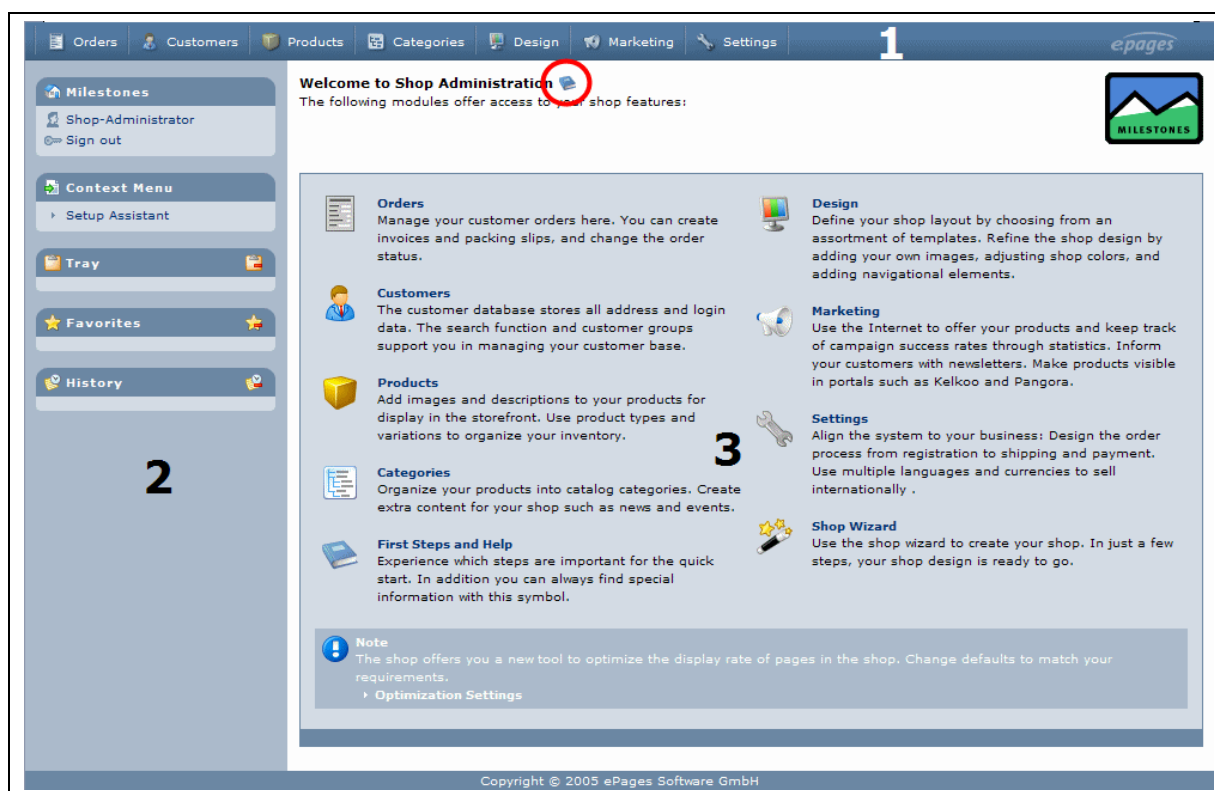 Orders Customers Products Categories Design Marketing Settings 1 epages
Milestones
Shop-Administrator
Sign out
Context Menu
Setup Assistant
Tray
Favorites
History
2
Welcome to Shop Administration
The following modules offer access to your shop features:
MILESTONES
Orders
Manage your customer orders here. You can create
invoices and packing slips, and change the order
status.
Customers
The customer database stores all address and login
data. The search function and customer groups
support you in managing your customer base.
Products
Add images and descriptions to your products for
display in the storefront. Use product types and
variations to organize your inventory.
Categories
Organize your products into catalog categories. Create
extra content for your shop such as news and events.
First Steps and Help
Experience which steps are important for the quick
start. In addition you can always find special
information with this symbol.
3
Design
Define your shop layout by choosing from an
assortment of templates. Refine the shop design by
adding your own images, adjusting shop colors, and
adding navigational elements.
Marketing
Use the Internet to offer your products and keep track
of campaign success rates through statistics. Inform
your customers with newsletters. Make products visible
in portals such as Kelkoo and Pangora.
Settings
Align the system to your business: Design the order
process from registration to shipping and payment.
Use multiple languages and currencies to sell
internationally .
Shop Wizard
Use the shop wizard to create your shop. In just a few
steps, your shop design is ready to go.
Note
The shop offers you a new tool to optimize the display rate of pages in the shop. Change defaults to match your
requirements.
Optimization Settings
Copyright © 2005 ePages Software GmbH